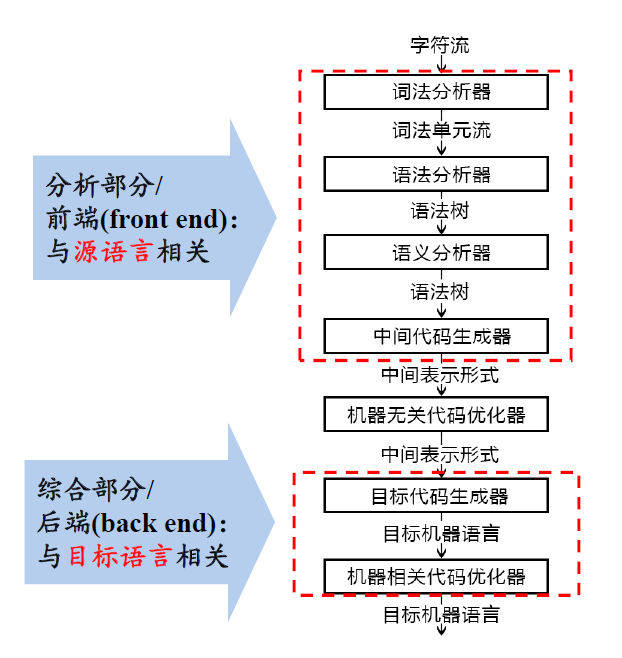 字符流
词法分析器
词法单元流
语法分析器
语法树
语义分析器
语法树
中间代码生成器
中间表示形式
机器无关代码优化器
中间表示形式
目标代码生成器
目标机器语言
机器相关代码优化器
目标机器语言
分析部分/
前端(front end)：
与源语言相关
综合部分/
后端(back end)：
与目标语言相关